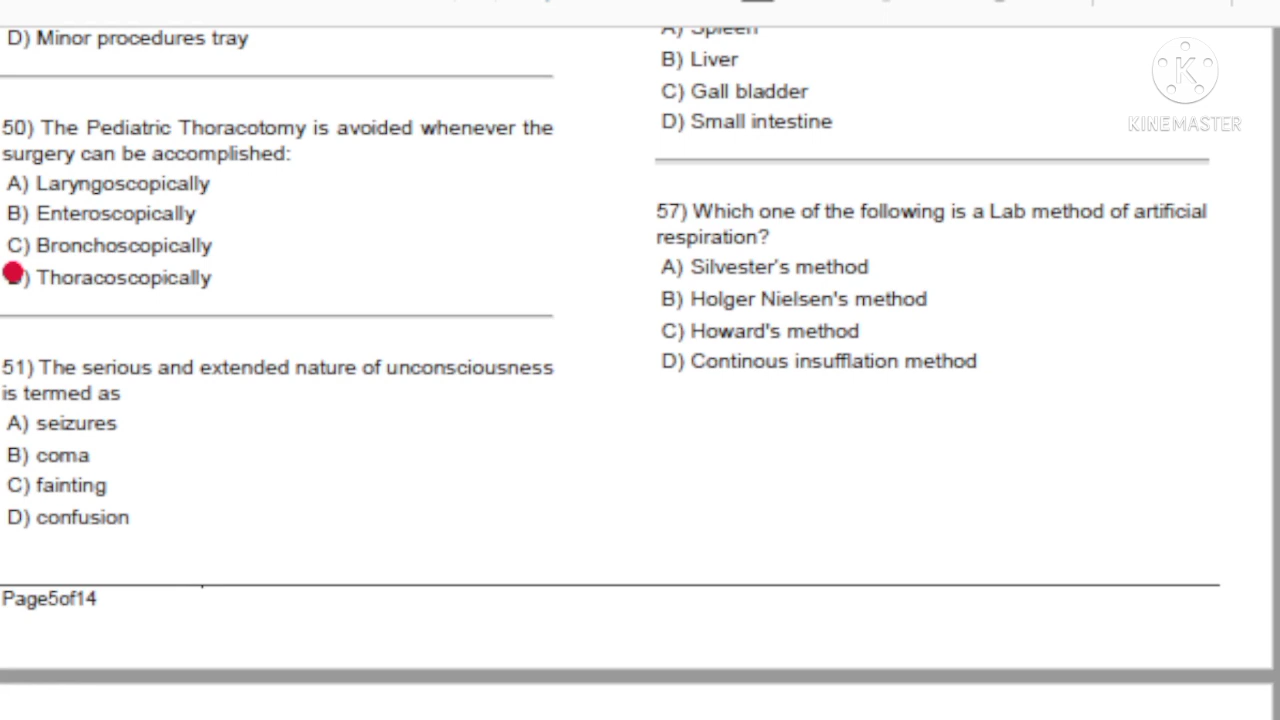 D) Minor procedures tray
50) The Pediatric Thoracotomy is avoided whenever the
surgery can be accomplished:
A) Laryngoscopically
B) Enteroscopically
C) Bronchoscopically
D) Thoracoscopically
51) The serious and extended nature of unconsciousness
is termed as
A) seizures
B) coma
C) fainting
D) confusion
A) Spleen
B) Liver
C) Gall bladder
D) Small intestine
57) Which one of the following is a Lab method of artificial
respiration?
A) Silvester's method
B) Holger Nielsen's method
C) Howard's method
D) Continous insufflation method
Page5of14
K
KINEMASTER